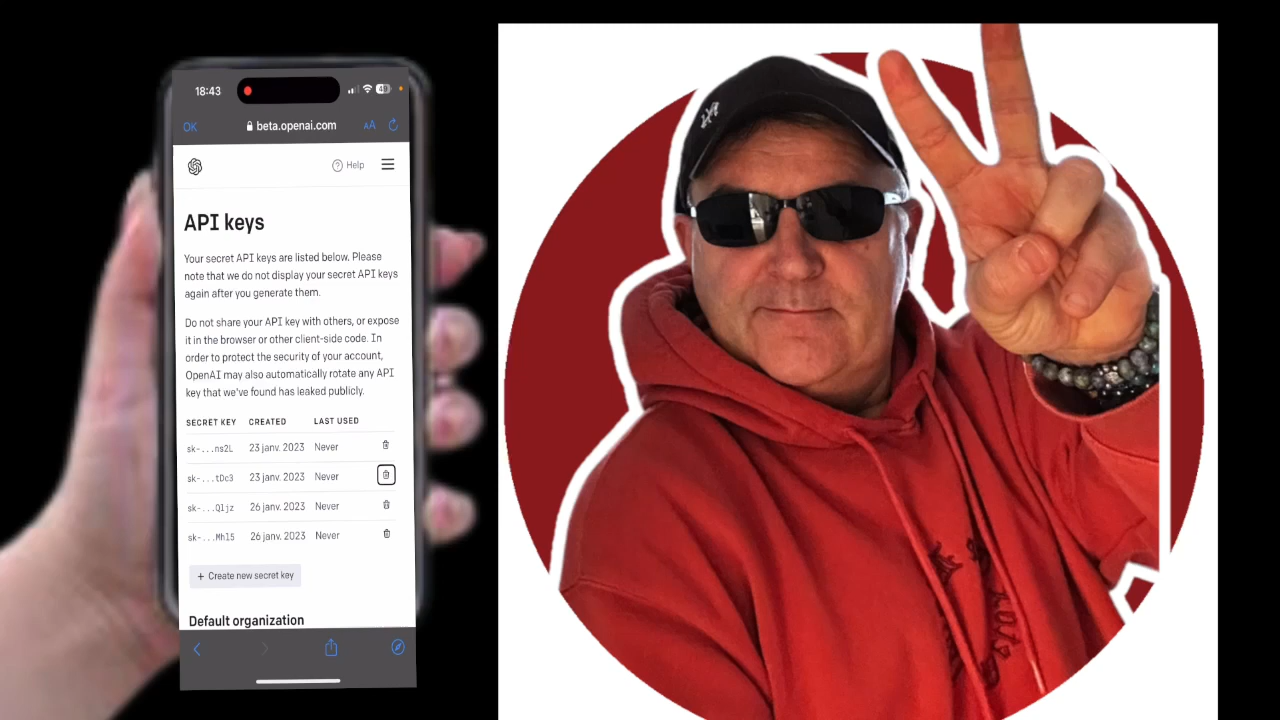 18:43
OK
beta.openai.com
AA
Help
API keys
Your secret API keys are listed below. Please
note that we do not display your secret API keys
again after you generate them.
Do not share your API key with others, or expose
it in the browser or other client-side code. In
order to protect the security of your account,
OpenAI may also automatically rotate any API
key that we've found has leaked publicly.
SECRET KEY CREATED LAST USED
sk-...ns2L 23 janv. 2023 Never
sk-...tDc3 23 janv. 2023 Never
sk-...Qljz 26 janv. 2023 Never
sk-...Mhl5 26 janv. 2023 Never
+ Create new secret key
Default organization